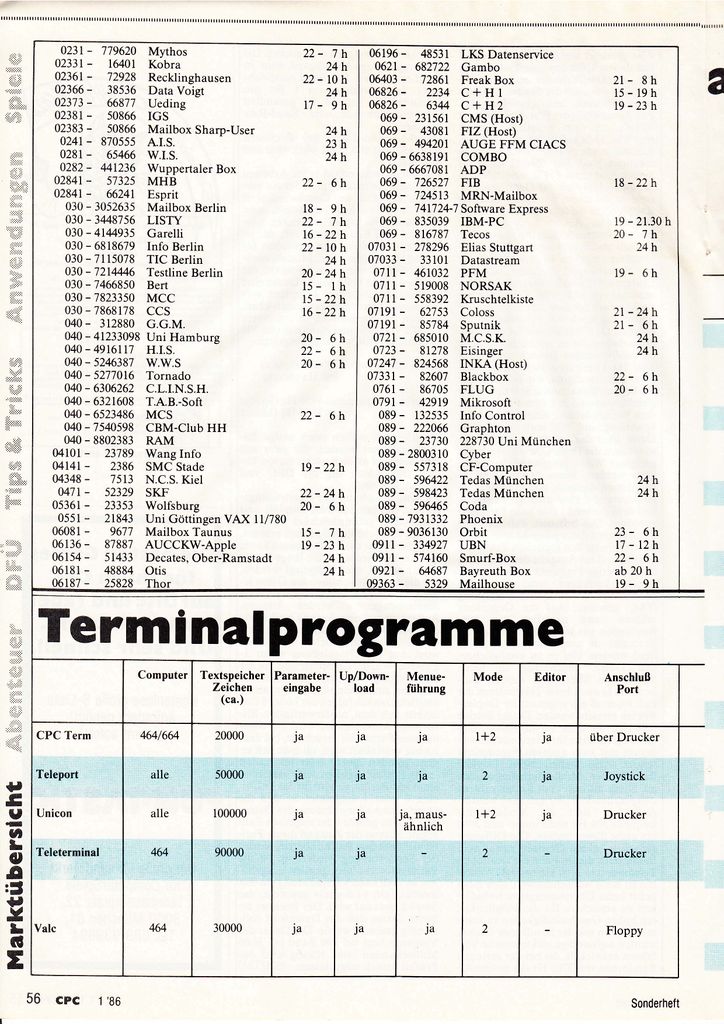 0231 - 779620 Mythos 22 - 7 h
02331 - 16401 Kobra 24 h
02361 - 72928 Recklinghausen 22 - 10 h
02366 - 38536 Data Voigt 24 h
02373 - 66877 Ueding 17 - 9 h
02381 - 50866 IGS
02383 - 50866 Mailbox Sharp-User 24 h
0241 - 870555 A.I.S. 23 h
0281 - 65466 W.I.S. 24 h
0282 - 441236 Wuppertaler Box
02841 - 57325 MHB 22 - 6 h
02841 - 66241 Esprit
030 - 3052635 Mailbox Berlin 18 - 9 h
030 - 3448756 LISTY 22 - 7 h
030 - 4144935 Garelli 16 - 22 h
030 - 6818679 Info Berlin 22 - 10 h
030 - 7115078 TIC Berlin 24 h
030 - 7214446 Testline Berlin 20 - 24 h
030 - 7466850 Bert 15 - 1 h
030 - 7823350 MCC 15 - 22 h
030 - 7868178 CCS 16 - 22 h
040 - 312880 G.G.M.
040 - 41233098 Uni Hamburg 20 - 6 h
040 - 4916117 H.I.S. 22 - 6 h
040 - 5246387 W.W.S 20 - 6 h
040 - 5277016 Tornado
040 - 6306262 C.L.I.N.S.H.
040 - 6321608 T.A.B.-Soft
040 - 6523486 MCS 22 - 6 h
040 - 7540598 CBM-Club HH
040 - 8802383 RAM
04101 - 23789 Wang Info
04141 - 2386 SMC Stade 19 - 22 h
04348 - 7513 N.C.S. Kiel
0471 - 52329 SKF 22 - 24 h
05361 - 23353 Wolfsburg 20 - 6 h
0551 - 21843 Uni Göttingen VAX 11/780
06081 - 9677 Mailbox Taunus 15 - 7 h
06136 - 87887 AUCCKW-Apple 19 - 23 h
06154 - 51433 Decates, Ober-Ramstadt 24 h
06181 - 48884 Otis 24 h
06187 - 25828 Thor
06196 - 48531 LKS Datenservice
0621 - 682722 Gambo
06403 - 72861 Freak Box 21 - 8 h
06826 - 2234 C + H 1 15 - 19 h
06826 - 6344 C + H 2 19 - 23 h
069 - 231561 CMS (Host)
069 - 43081 FIZ (Host)
069 - 494201 AUGE FFM CIACS
069 - 6638191 COMBO
069 - 6667081 ADP
069 - 726527 FIB 18 - 22 h
069 - 724513 MRN-Mailbox
069 - 741724-7 Software Express
069 - 835039 IBM-PC 19 - 21.30 h
069 - 816787 Tecos 20 - 7 h
07031 - 278296 Elias Stuttgart 24 h
07033 - 33101 Datastream
0711 - 461032 PFM 19 - 6 h
0711 - 519008 NORSAK
0711 - 558392 Kruschtelkiste
07191 - 62753 Coloss 21 - 24 h
07191 - 85784 Sputnik 21 - 6 h
0721 - 685010 M.C.S.K. 24 h
0723 - 81278 Eisinger 24 h
07247 - 824568 INKA (Host)
07331 - 82607 Blackbox 22 - 6 h
0761 - 86705 FLUG 20 - 6 h
0791 - 42919 Mikrosoft
089 - 132535 Info Control
089 - 222066 Graphton
089 - 23730 228730 Uni München
089 - 2800310 Cyber
089 - 557318 CF-Computer
089 - 596422 Tedas München 24 h
089 - 598423 Tedas München 24 h
089 - 596465 Coda
089 - 7931332 Phoenix
089 - 9036130 Orbit 23 - 6 h
0911 - 334927 UBN 17 - 12 h
0911 - 574160 Smurf-Box 22 - 6 h
0921 - 64687 Bayreuth Box ab 20 h
09363 - 5329 Mailhouse 19 - 9 h
Terminalprogramme
Computer Textspeicher Zeichen (ca.) Parameter-eingabe Up/Down-load Menue-führung Mode Editor Anschluß Port
CPC Term 464/664 20000 ja ja ja 1+2 ja über Drucker
Teleport alle 50000 ja ja ja 2 ja Joystick
Unicon alle 100000 ja ja ja, maus-ähnlich 1+2 ja Drucker
Teleterminal 464 90000 ja ja - 2 - Drucker
Valc 464 30000 ja ja ja 2 - Floppy
Marktübersicht Abenteuer DFÜ Tips & Tricks Anwendungen Spiele
56 CPC 1 '86
Sonderheft